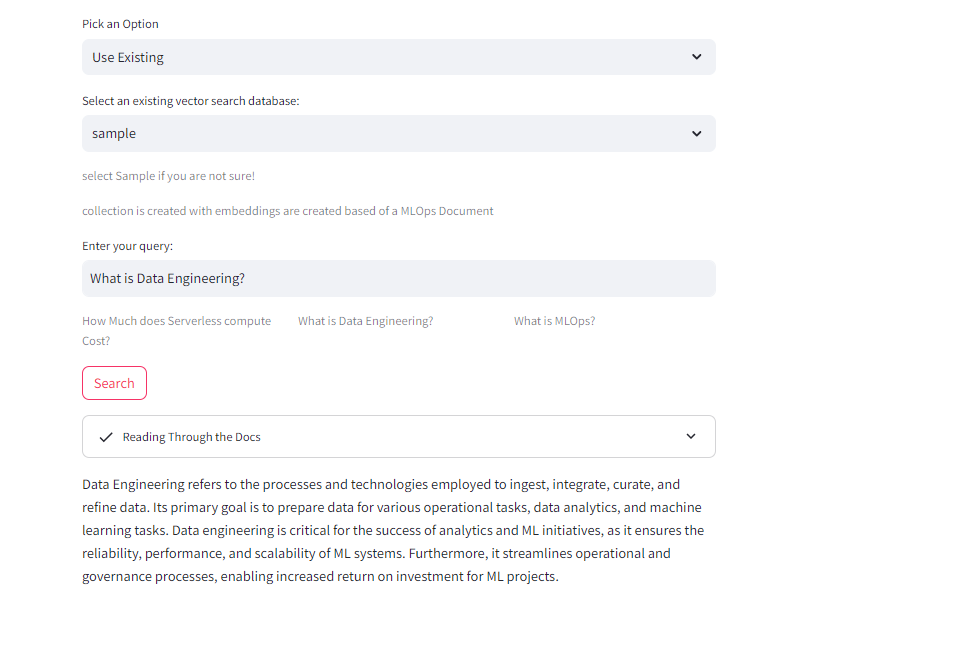 Pick an Option
Use Existing
Select an existing vector search database:
sample
select Sample if you are not sure!
collection is created with embeddings are created based of a MLOps Document
Enter your query:
What is Data Engineering?
How Much does Serverless compute
Cost?
What is Data Engineering?
What is MLOps?
Search
Reading Through the Docs
Data Engineering refers to the processes and technologies employed to ingest, integrate, curate, and
refine data. Its primary goal is to prepare data for various operational tasks, data analytics, and machine
learning tasks. Data engineering is critical for the success of analytics and ML initiatives, as it ensures the
reliability, performance, and scalability of ML systems. Furthermore, it streamlines operational and
governance processes, enabling increased return on investment for ML projects.